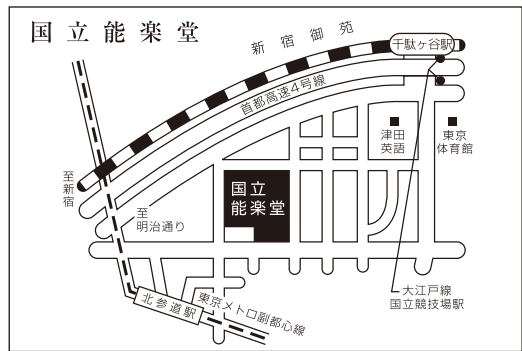 国立能楽堂
新宿御苑
千駄ヶ谷駅
首都高速4号線
津田
英語
東京
体育館
至新宿
国立
能楽堂
至
明治通り
大江戸線
国立競技場駅
北参道駅
東京メトロ副都心線